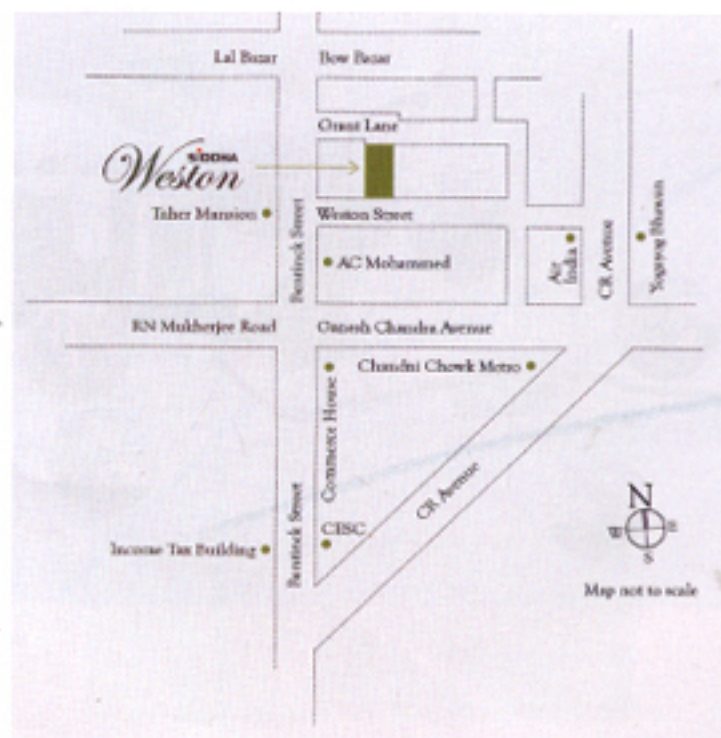 Lal Bazar
Bow Bazar
Grant Lane
SIDDHA
Weston
Taher Mansion
Weston Street
Bentinck Street
AC Mohammed
Air India
CR Avenue
Yogayog Bhawan
RN Mukherjee Road
Ganesh Chandra Avenue
Chandni Chowk Metro
Commerce House
CR Avenue
Bentinck Street
CESC
Income Tax Building
N
W
E
S
Map not to scale